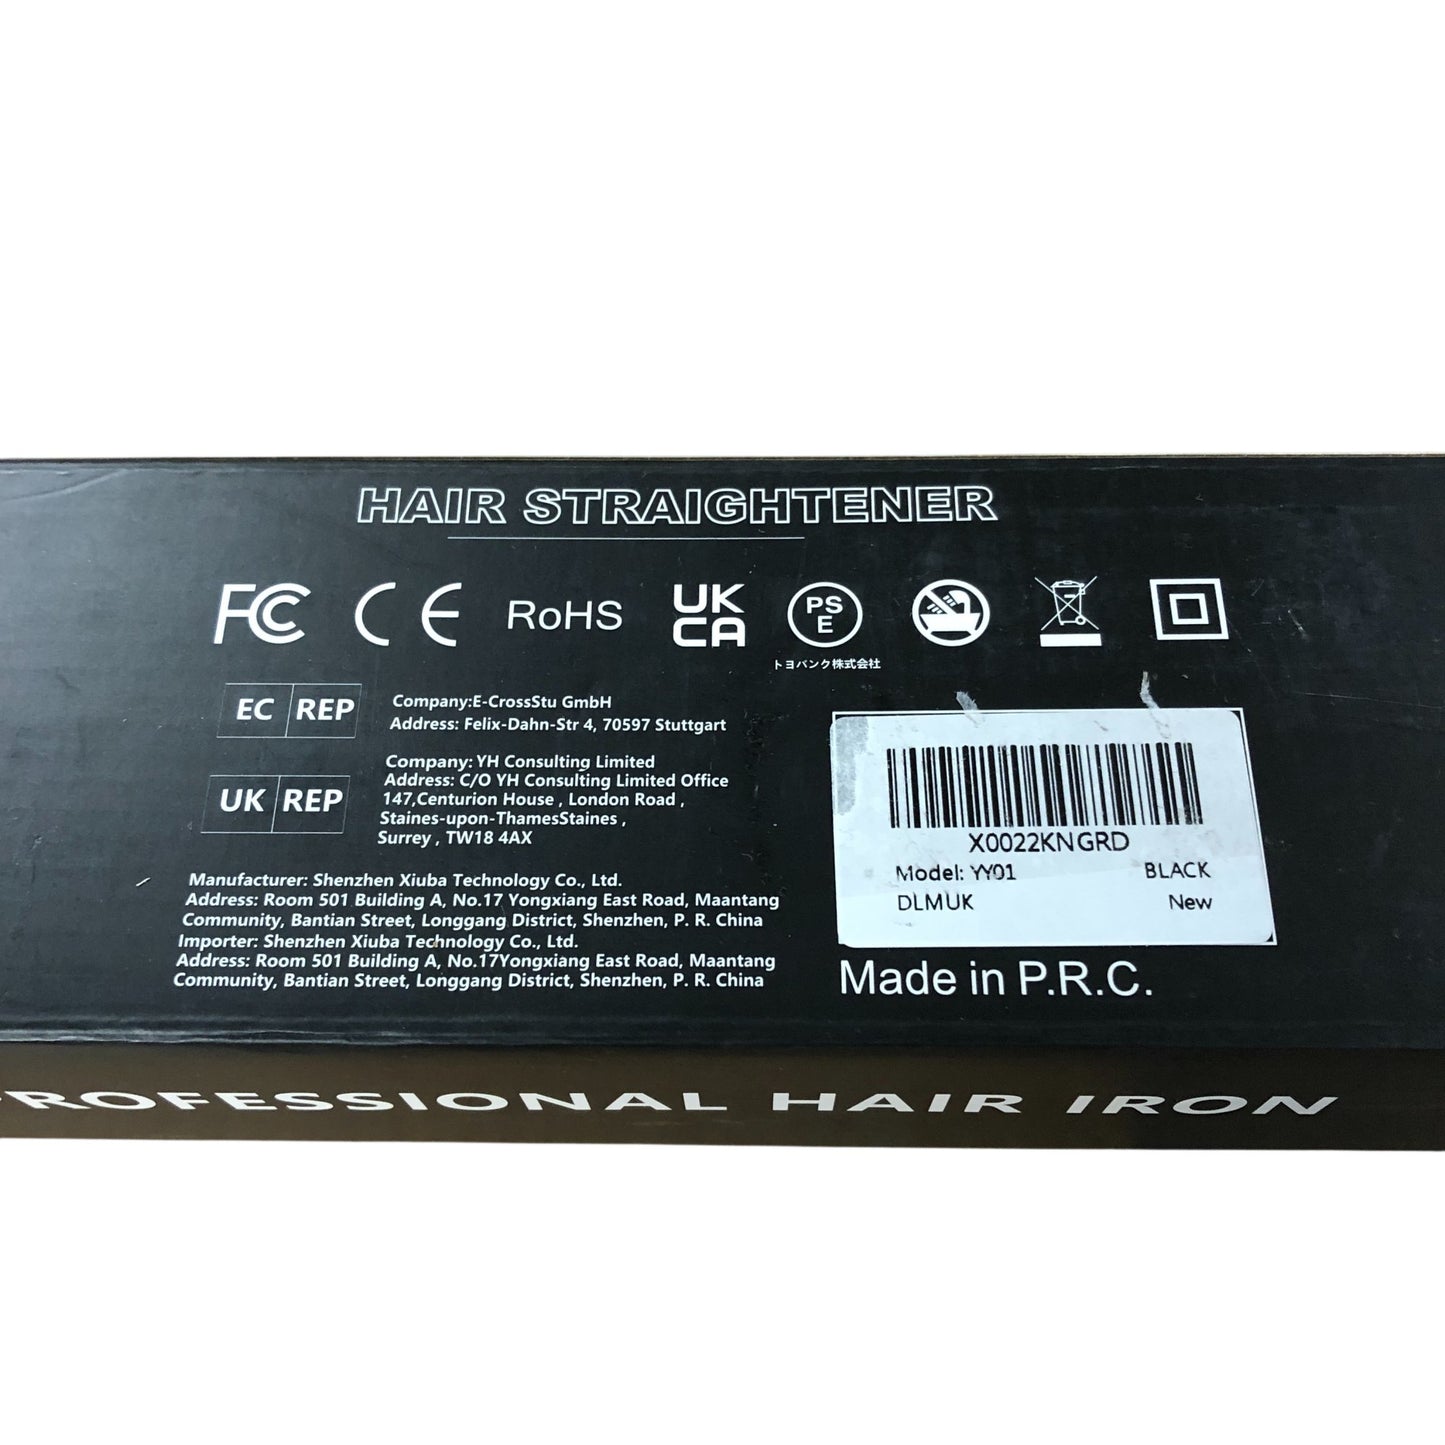 HAIR STRAIGHTENER
FC CE RoHS UK CA PS E
トヨバンク株式会社
EC REP
Company:E-CrossStu GmbH
Address: Felix-Dahn-Str 4, 70597 Stuttgart
UK REP
Company: YH Consulting Limited
Address: C/O YH Consulting Limited Office
147,Centurion House , London Road ,
Staines-upon-ThamesStaines ,
Surrey , TW18 4AX
Manufacturer: Shenzhen Xiuba Technology Co., Ltd.
Address: Room 501 Building A, No.17 Yongxiang East Road, Maantang
Community, Bantian Street, Longgang District, Shenzhen, P. R. China
Importer: Shenzhen Xiuba Technology Co., Ltd.
Address: Room 501 Building A, No.17Yongxiang East Road, Maantang
Community, Bantian Street, Longgang District, Shenzhen, P. R. China
X0022KNGRD
Model: YY01 BLACK
DLMUK New
Made in P.R.C.
PROFESSIONAL HAIR IRON